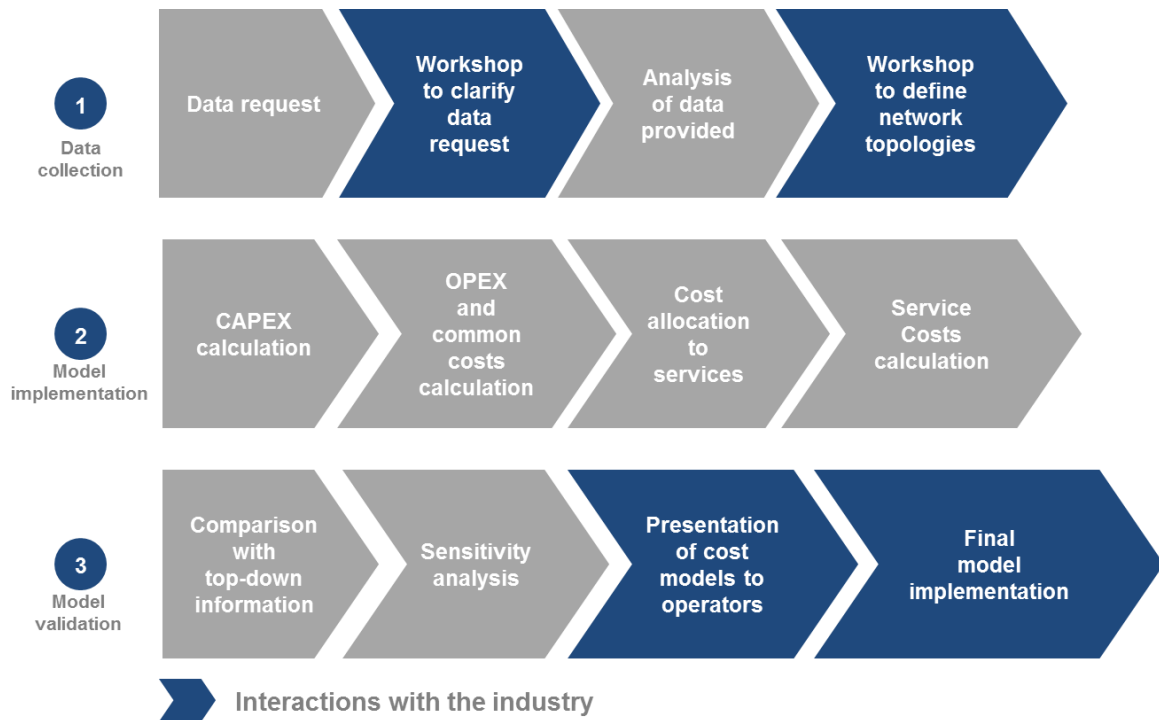 1
Data
collection
Data request
Workshop
to clarify
data
request
Analysis
of data
provided
Workshop
to define
network
topologies
2
Model
implementation
CAPEX
calculation
OPEX
and
common
costs
calculation
Cost
allocation
to
services
Service
Costs
calculation
3
Model
validation
Comparison
with
top-down
information
Sensitivity
analysis
Presentation
of cost
models to
operators
Final
model
implementation
Interactions with the industry